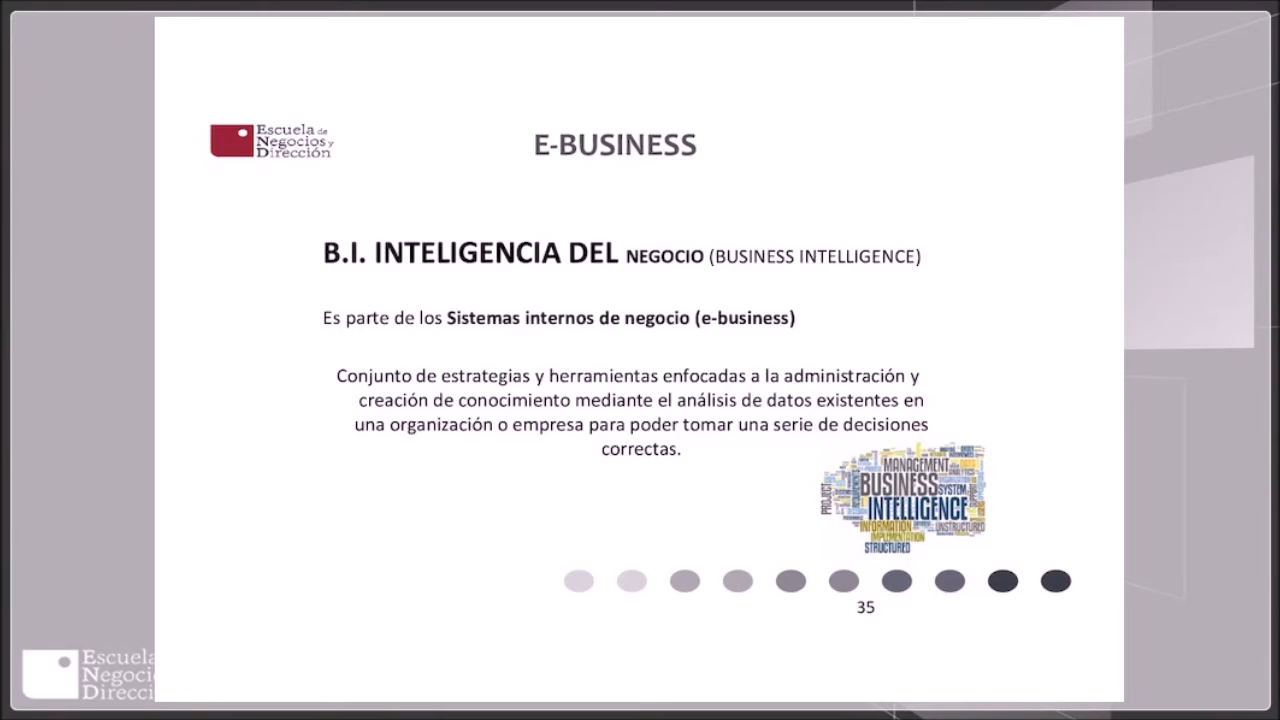 Escuela de
Negocios y
Dirección
E-BUSINESS
B.I. INTELIGENCIA DEL NEGOCIO (BUSINESS INTELLIGENCE)
Es parte de los Sistemas internos de negocio (e-business)
Conjunto de estrategias y herramientas enfocadas a la administración y
creación de conocimiento mediante el análisis de datos existentes en
una organización o empresa para poder tomar una serie de decisiones
correctas.
MANAGEMENT
BUSINESS
SYSTEM
PROJECT
INTELLIGENCE
INFORMATION
UNSTRUCTURED
IMPLEMENTATION
STRUCTURED
35
Escuela
Negoci
Direcci